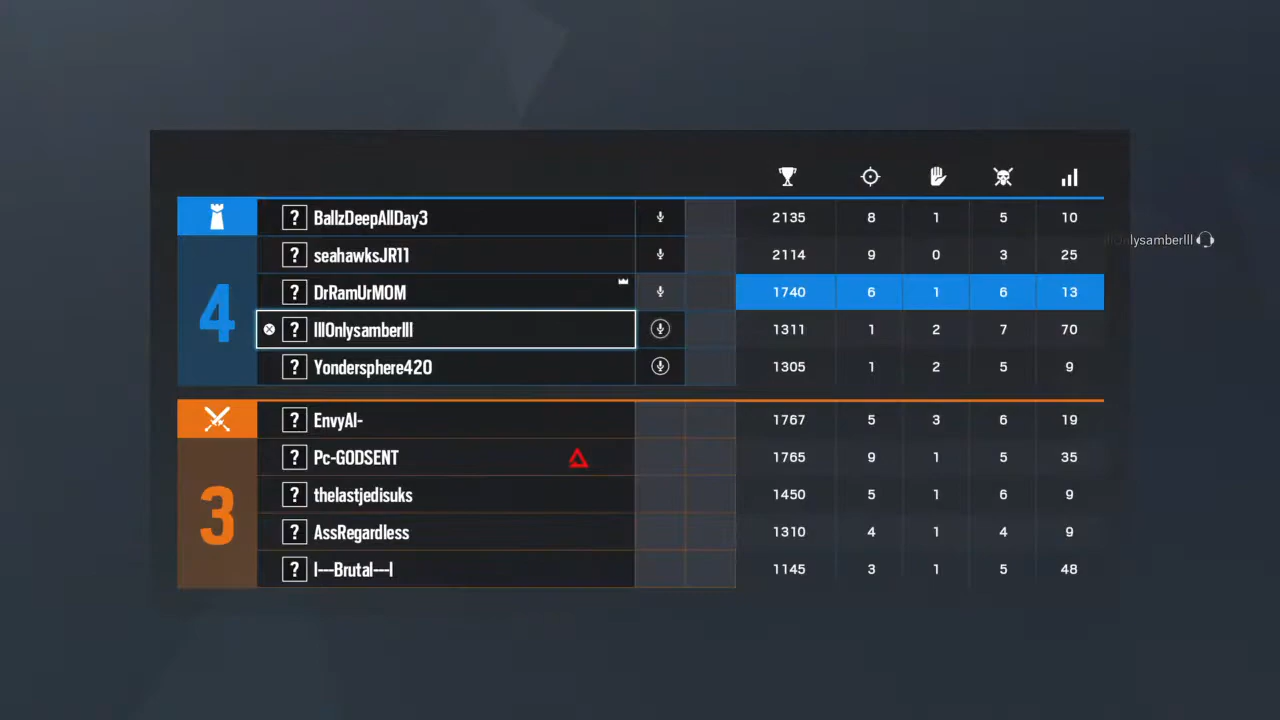 ? BallzDeepAllDay3 2135 8 1 5 10
? seahawksJR11 2114 9 0 3 25
lllOnlysamberlll
4
? DrRamUrMOM 1740 6 1 6 13
? lllOnlysamberlll 1311 1 2 7 70
? Yondersphere420 1305 1 2 5 9
? EnvyAl- 1767 5 3 6 19
? Pc-GODSENT 1765 9 1 5 35
3
? thelastjedisuks 1450 5 1 6 9
? AssRegardless 1310 4 1 4 9
? l---Brutal---l 1145 3 1 5 48